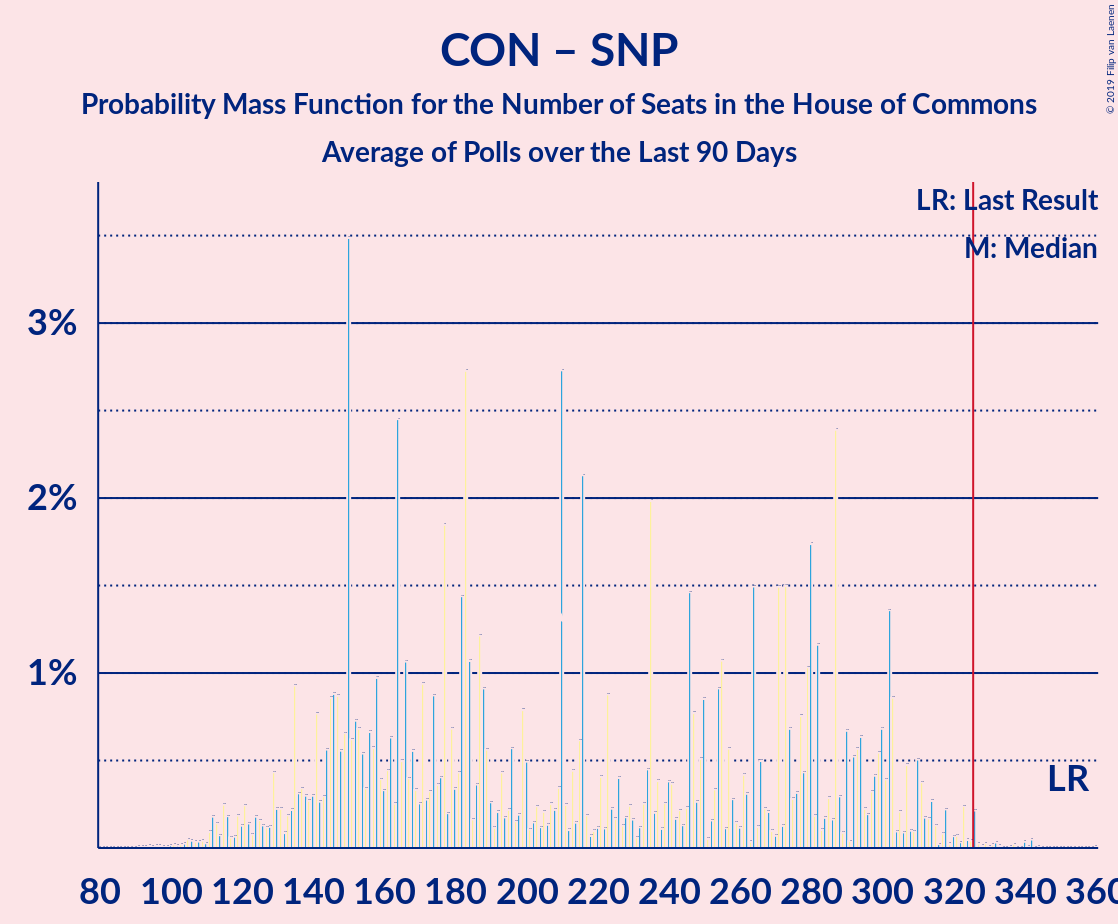 CON – SNP
Probability Mass Function for the Number of Seats in the House of Commons
Average of Polls over the Last 90 Days
© 2019 Filip van Laenen
LR: Last Result
M: Median
3%
2%
1%
LR
80 100 120 140 160 180 200 220 240 260 280 300 320 340 360